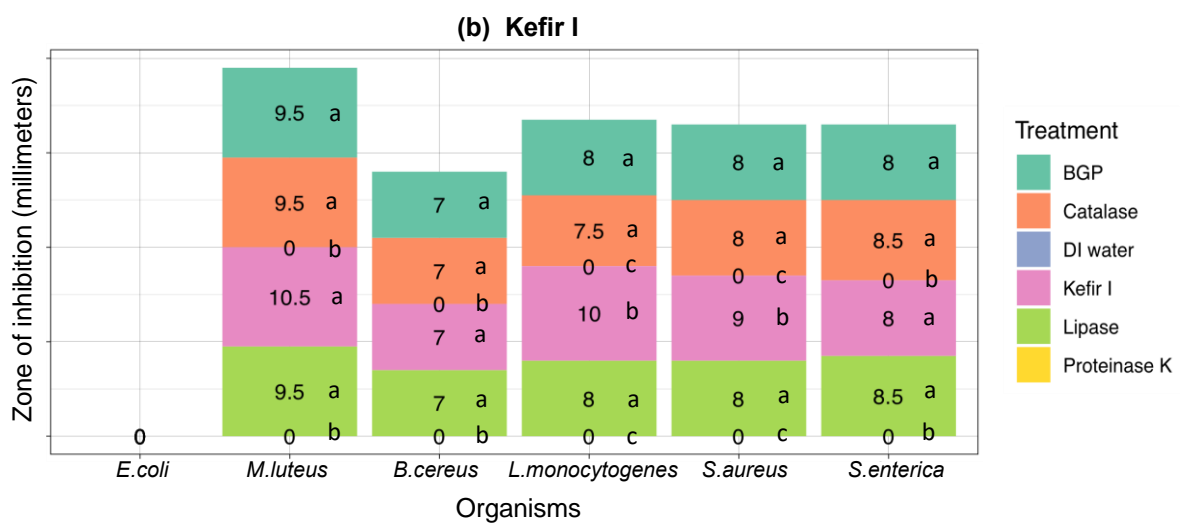 (b) Kefir I
Zone of inhibition (millimeters)
9.5 a
9.5 a
0 b
10.5 a
9.5 a
0 b
7 a
7 a
0 b
7 a
7 a
0 b
8 a
7.5 a
0 c
10 b
8 a
0 c
8 a
8 a
0 c
9 b
8 a
0 c
8 a
8.5 a
0 b
8 a
8.5 a
0 b
0
E.coli M.luteus B.cereus L.monocytogenes S.aureus S.enterica
Organisms
Treatment
BGP
Catalase
DI water
Kefir I
Lipase
Proteinase K